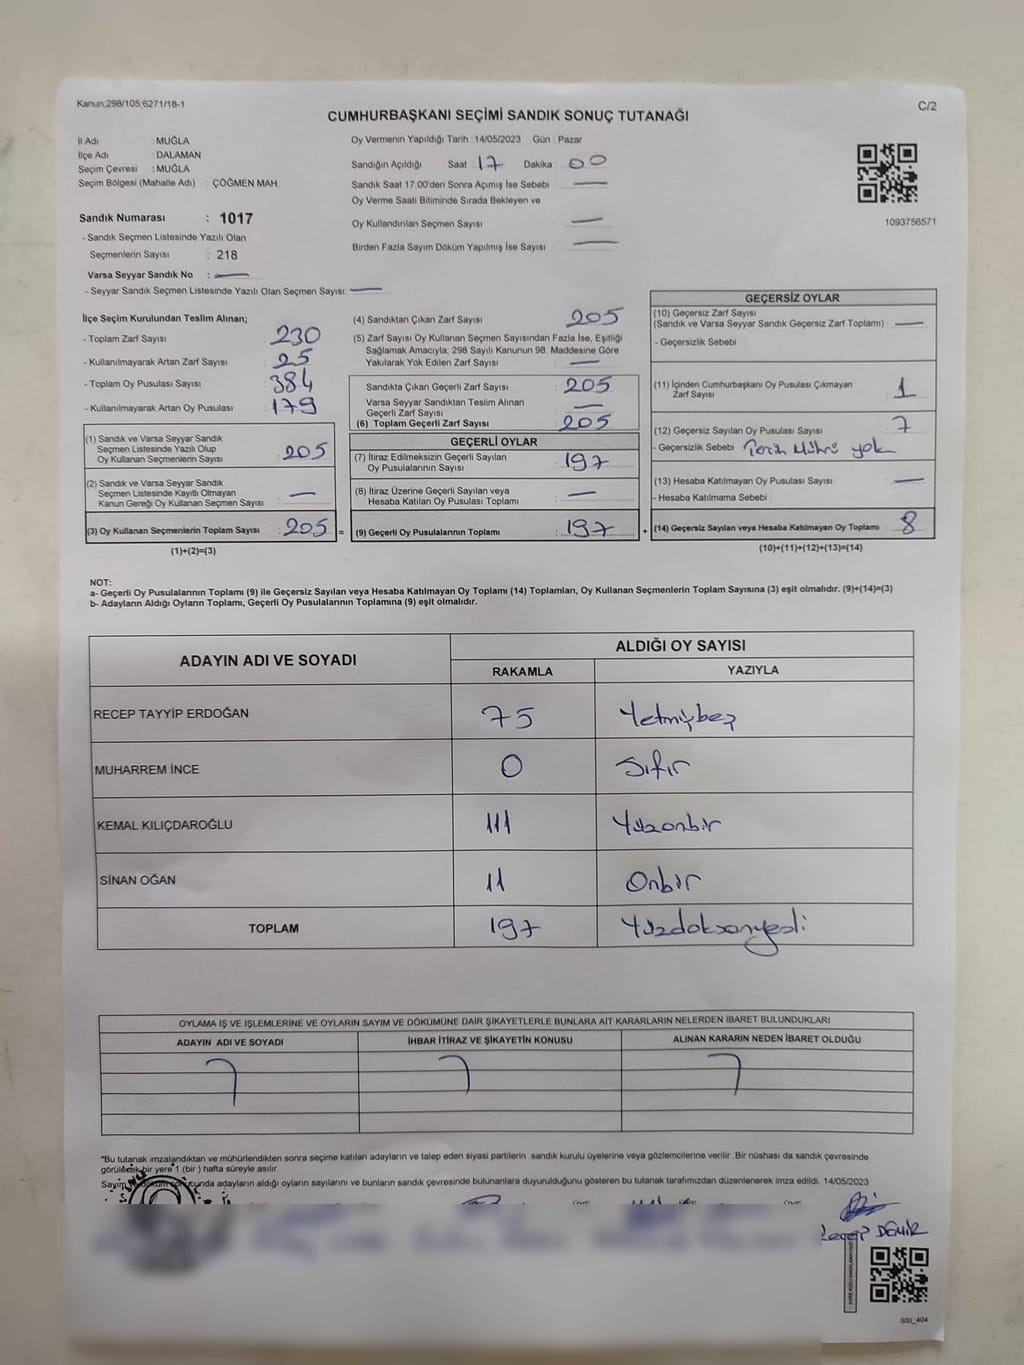 Kanun;298/105;6271/18-1
C/2
CUMHURBAŞKANI SEÇİMİ SANDIK SONUÇ TUTANAĞI
İl Adı : MUĞLA
İlçe Adı : DALAMAN
Seçim Çevresi : MUĞLA
Seçim Bölgesi (Mahalle Adı) : ÇÖĞMEN MAH.
Sandık Numarası : 1017
- Sandık Seçmen Listesinde Yazılı Olan
Seçmenlerin Sayısı : 218
Varsa Seyyar Sandık No : —
- Seyyar Sandık Seçmen Listesinde Yazılı Olan Seçmen Sayısı: —
Oy Vermenin Yapıldığı Tarih : 14/05/2023 Gün : Pazar
Sandığın Açıldığı Saat : 17 Dakika : 00
Sandık Saat 17:00'den Sonra Açımış İse Sebebi : —
Oy Verme Saati Bitiminde Sırada Bekleyen ve
Oy Kullandırılan Seçmen Sayısı : —
Birden Fazla Sayım Döküm Yapılmış İse Sayısı : —
1093756571
İlçe Seçim Kurulundan Teslim Alınan;
- Toplam Zarf Sayısı : 230
- Kullanılmayarak Artan Zarf Sayısı : 25
- Toplam Oy Pusulası Sayısı : 384
- Kullanılmayarak Artan Oy Pusulası : 179
(1) Sandık ve Varsa Seyyar Sandık
Seçmen Listesinde Yazılı Olup
Oy Kullanan Seçmenlerin Sayısı : 205
(2) Sandık ve Varsa Seyyar Sandık
Seçmen Listesinde Kayıtlı Olmayan
Kanun Gereği Oy Kullanan Seçmen Sayısı : —
(3) Oy Kullanan Seçmenlerin Toplam Sayısı : 205 =
(1)+(2)=(3)
(4) Sandıktan Çıkan Zarf Sayısı : 205
(5) Zarf Sayısı Oy Kullanan Seçmen Sayısından Fazla İse, Eşitliği
Sağlamak Amacıyla; 298 Sayılı Kanunun 98. Maddesine Göre
Yakılarak Yok Edilen Zarf Sayısı : —
Sandıkta Çıkan Geçerli Zarf Sayısı : 205
Varsa Seyyar Sandıktan Teslim Alınan
Geçerli Zarf Sayısı : —
(6) Toplam Geçerli Zarf Sayısı : 205
GEÇERLİ OYLAR
(7) İtiraz Edilmeksizin Geçerli Sayılan
Oy Pusulalarının Sayısı : 197
(8) İtiraz Üzerine Geçerli Sayılan veya
Hesaba Katılan Oy Pusulası Toplamı : —
(9) Geçerli Oy Pusulalarının Toplamı : 197 +
GEÇERSİZ OYLAR
(10) Geçersiz Zarf Sayısı
(Sandık ve Varsa Seyyar Sandık Geçersiz Zarf Toplamı) : —
- Geçersizlik Sebebi :
(11) İçinden Cumhurbaşkanı Oy Pusulası Çıkmayan
Zarf Sayısı : 1
(12) Geçersiz Sayılan Oy Pusulası Sayısı : 7
- Geçersizlik Sebebi : Tercih Mührü yok
(13) Hesaba Katılmayan Oy Pusulası Sayısı : —
- Hesaba Katılmama Sebebi :
(14) Geçersiz Sayılan veya Hesaba Katılmayan Oy Toplamı : 8
(10)+(11)+(12)+(13)=(14)
NOT:
a- Geçerli Oy Pusulalarının Toplamı (9) ile Geçersiz Sayılan veya Hesaba Katılmayan Oy Toplamı (14) Toplamları, Oy Kullanan Seçmenlerin Toplam Sayısına (3) eşit olmalıdır. (9)+(14)=(3)
b- Adayların Aldığı Oyların Toplamı, Geçerli Oy Pusulalarının Toplamına (9) eşit olmalıdır.
ADAYIN ADI VE SOYADI ALDIĞI OY SAYISI
RAKAMLA YAZIYLA
RECEP TAYYİP ERDOĞAN 75 Yetmişbeş
MUHARREM İNCE 0 Sıfır
KEMAL KILIÇDAROĞLU 111 Yüzonbir
SİNAN OĞAN 11 Onbir
TOPLAM 197 Yüzdoksanyedi
OYLAMA İŞ VE İŞLEMLERİNE VE OYLARIN SAYIM VE DÖKÜMÜNE DAİR ŞİKAYETLERLE BUNLARA AİT KARARLARIN NELERDEN İBARET BULUNDUKLARI
ADAYIN ADI VE SOYADI İHBAR İTİRAZ VE ŞİKAYETİN KONUSU ALINAN KARARIN NEDEN İBARET OLDUĞU
*Bu tutanak imzalandıktan ve mühürlendikten sonra seçime katılan adayların ve talep eden siyasi partilerin sandık kurulu üyelerine veya gözlemcilerine verilir. Bir nüshası da sandık çevresinde
görülecek bir yere 1 (bir) hafta süreyle asılır.
Sayım adayların aldığı oyların sayılarını ve bunların sandık çevresinde bulunanlara duyurulduğunu gösteren bu tutanak tarafımızdan düzenlenerek imza edildi. 14/05/2023
Recep DEMİR
SSI_404